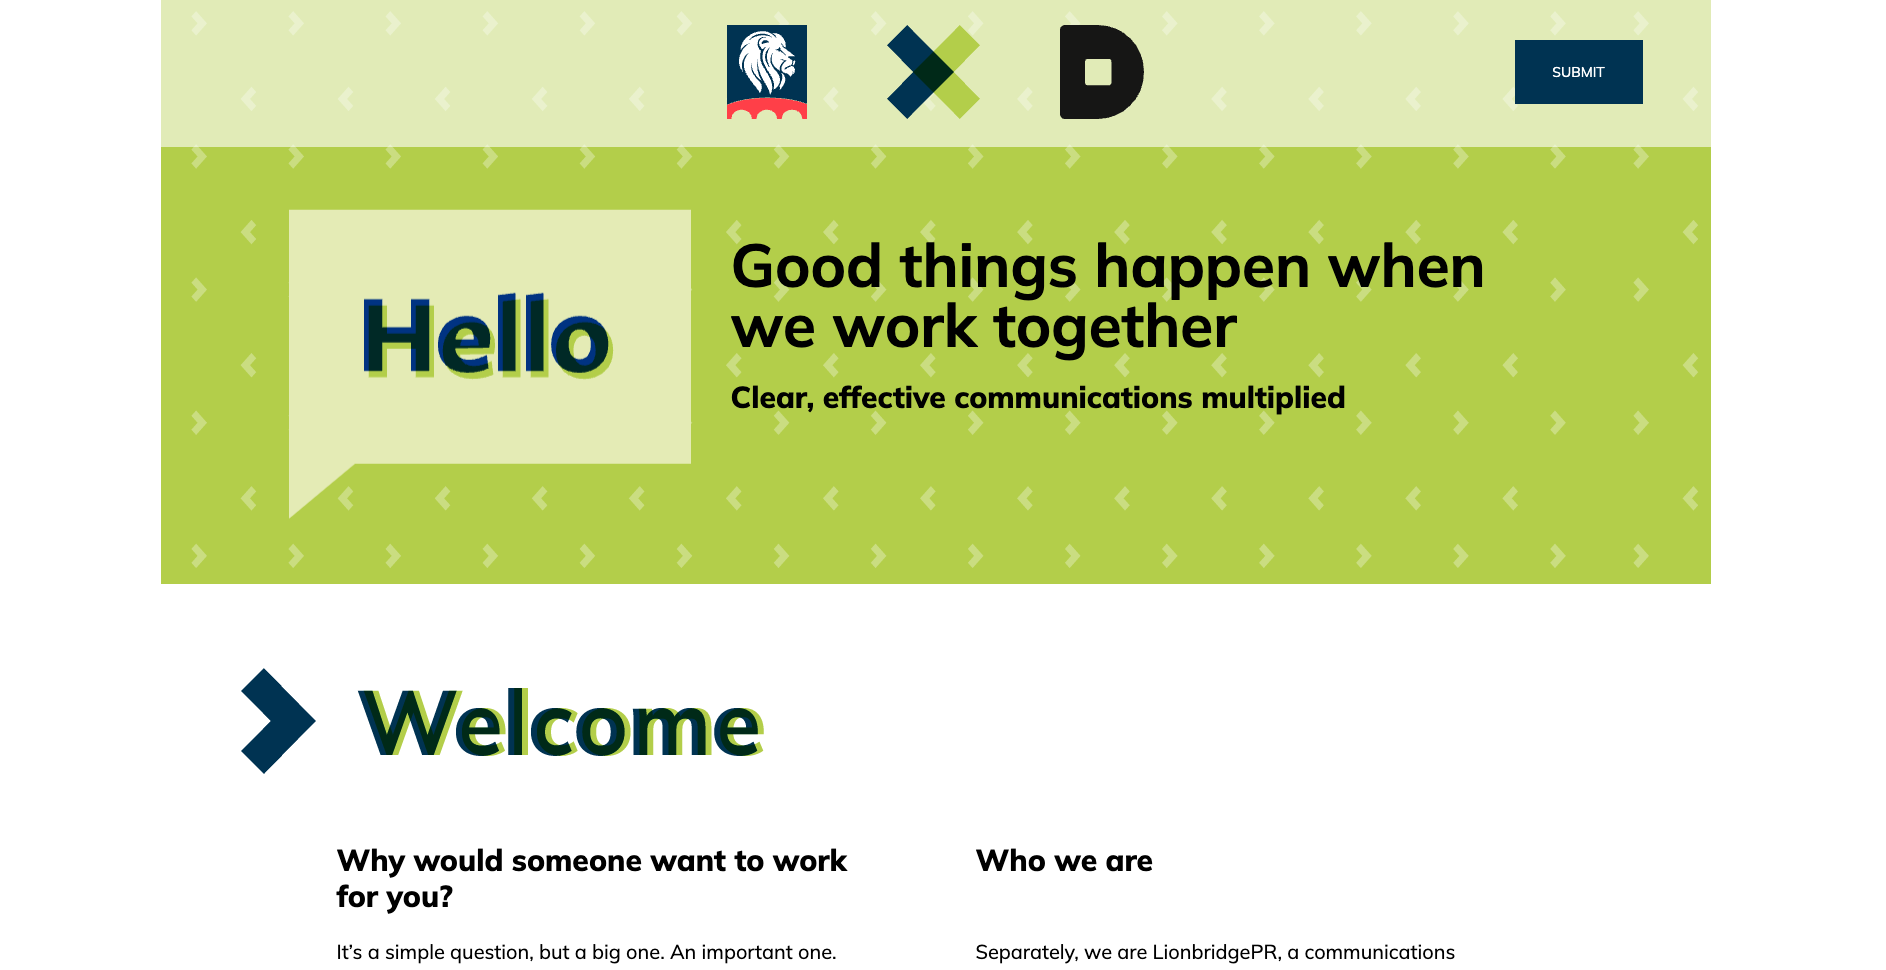 SUBMIT
Hello
Good things happen when
we work together
Clear, effective communications multiplied
Welcome
Why would someone want to work
for you?
It’s a simple question, but a big one. An important one.
Who we are
Separately, we are LionbridgePR, a communications